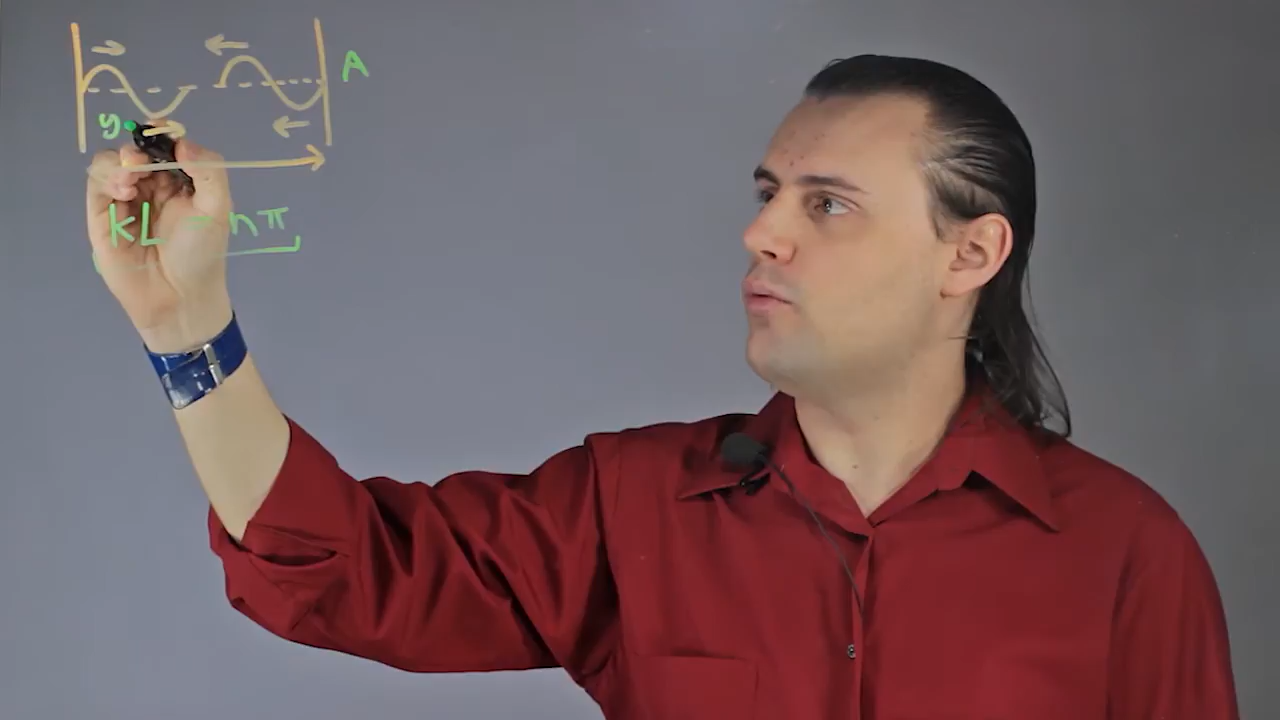 A
y
kL = nπ